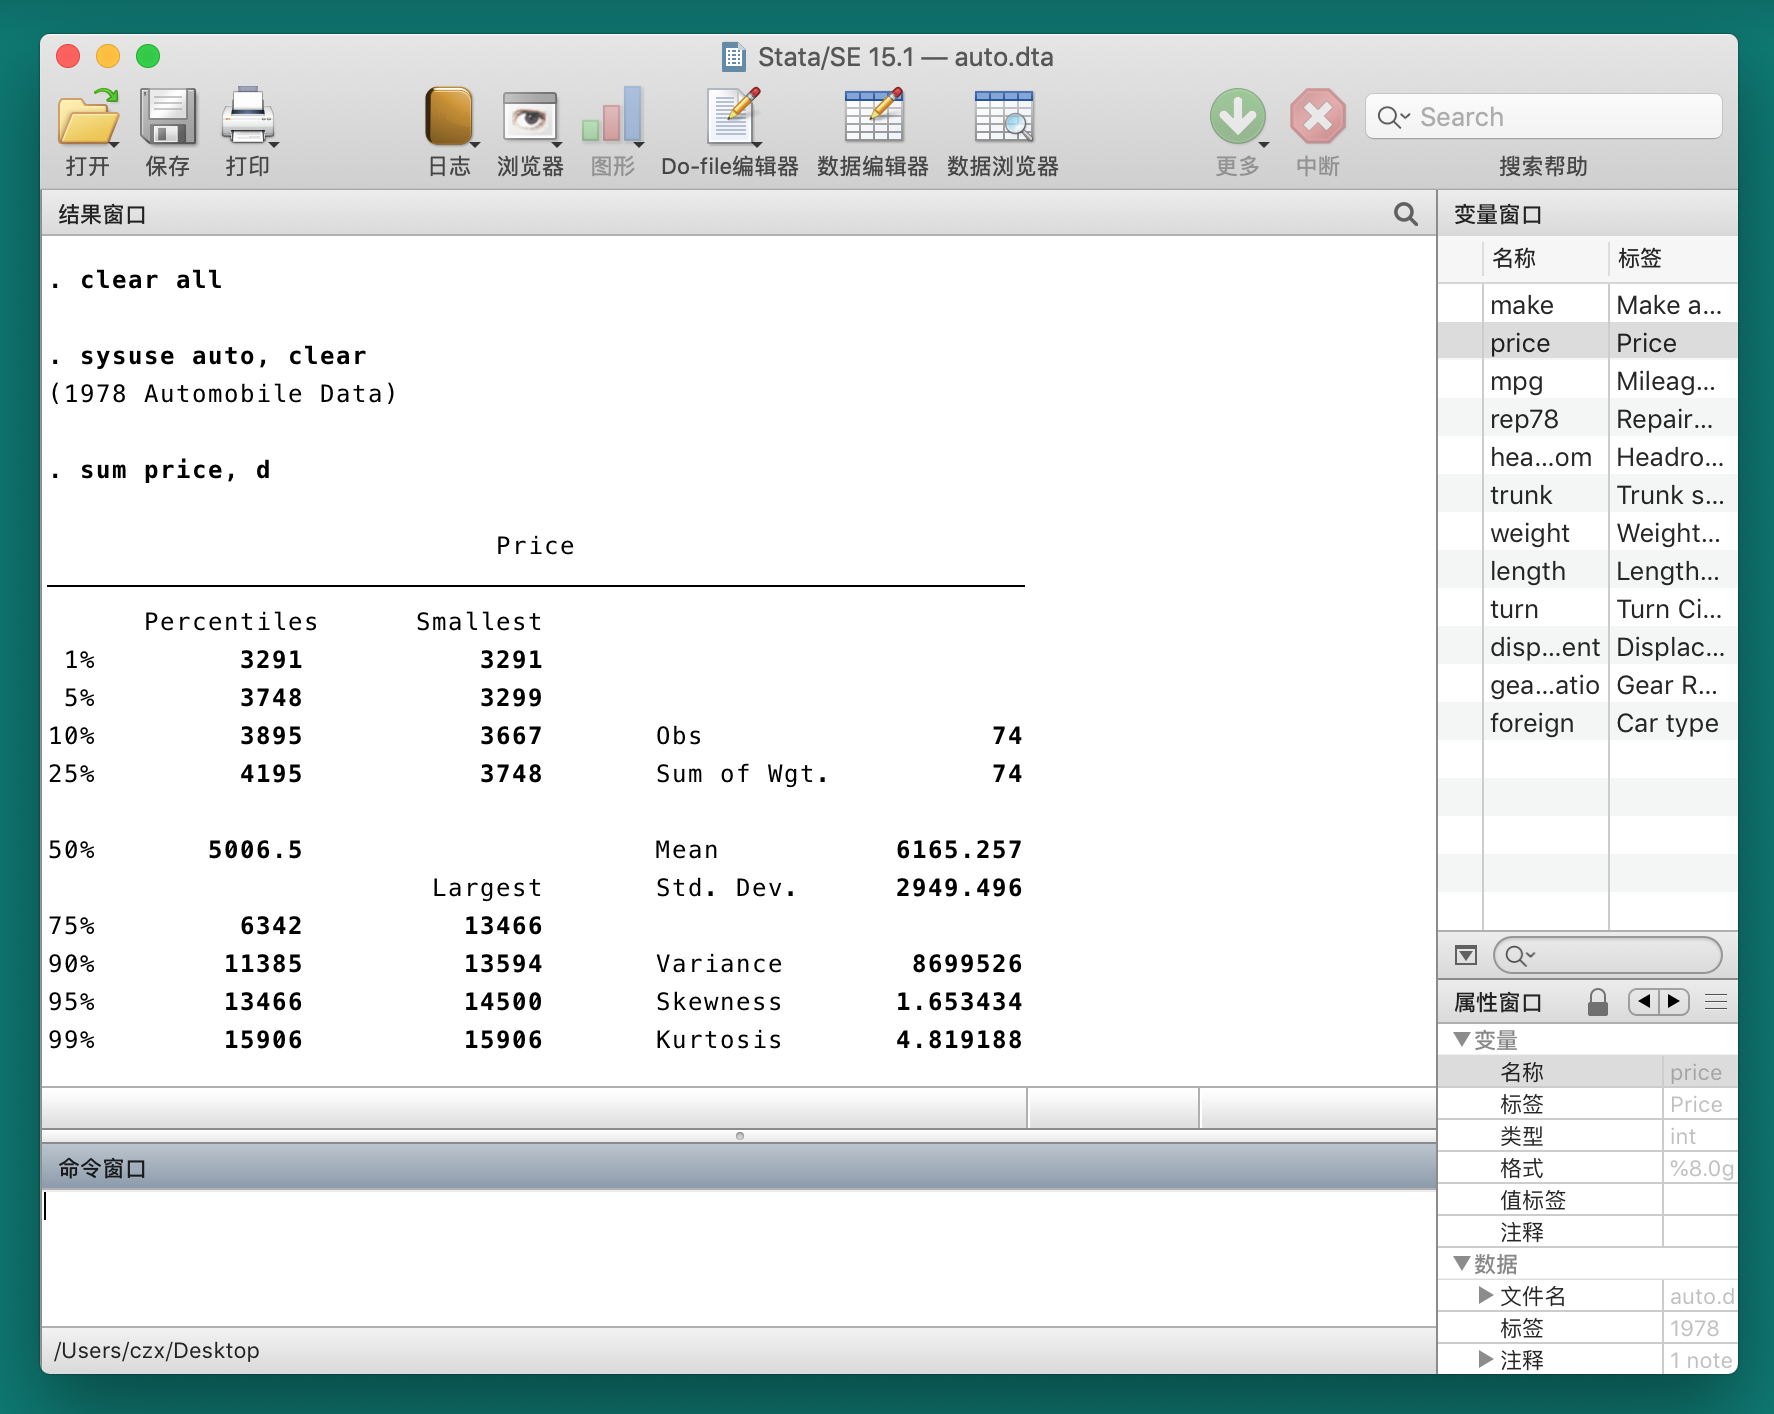 Stata/SE 15.1 — auto.dta
打开 保存 打印 日志 浏览器 图形 Do-file编辑器 数据编辑器 数据浏览器 更多 中断 Search
搜索帮助
结果窗口
. clear all
. sysuse auto, clear
(1978 Automobile Data)
. sum price, d
Price
Percentiles Smallest
1% 3291 3291
5% 3748 3299
10% 3895 3667 Obs 74
25% 4195 3748 Sum of Wgt. 74
50% 5006.5 Mean 6165.257
Largest Std. Dev. 2949.496
75% 6342 13466
90% 11385 13594 Variance 8699526
95% 13466 14500 Skewness 1.653434
99% 15906 15906 Kurtosis 4.819188
命令窗口
/Users/czx/Desktop
变量窗口
名称 标签
make Make a...
price Price
mpg Mileag...
rep78 Repair...
hea...om Headro...
trunk Trunk s...
weight Weight...
length Length...
turn Turn Ci...
disp...ent Displac...
gea...atio Gear R...
foreign Car type
属性窗口
变量
名称 price
标签 Price
类型 int
格式 %8.0g
值标签
注释
数据
文件名 auto.d
标签 1978
注释 1 note